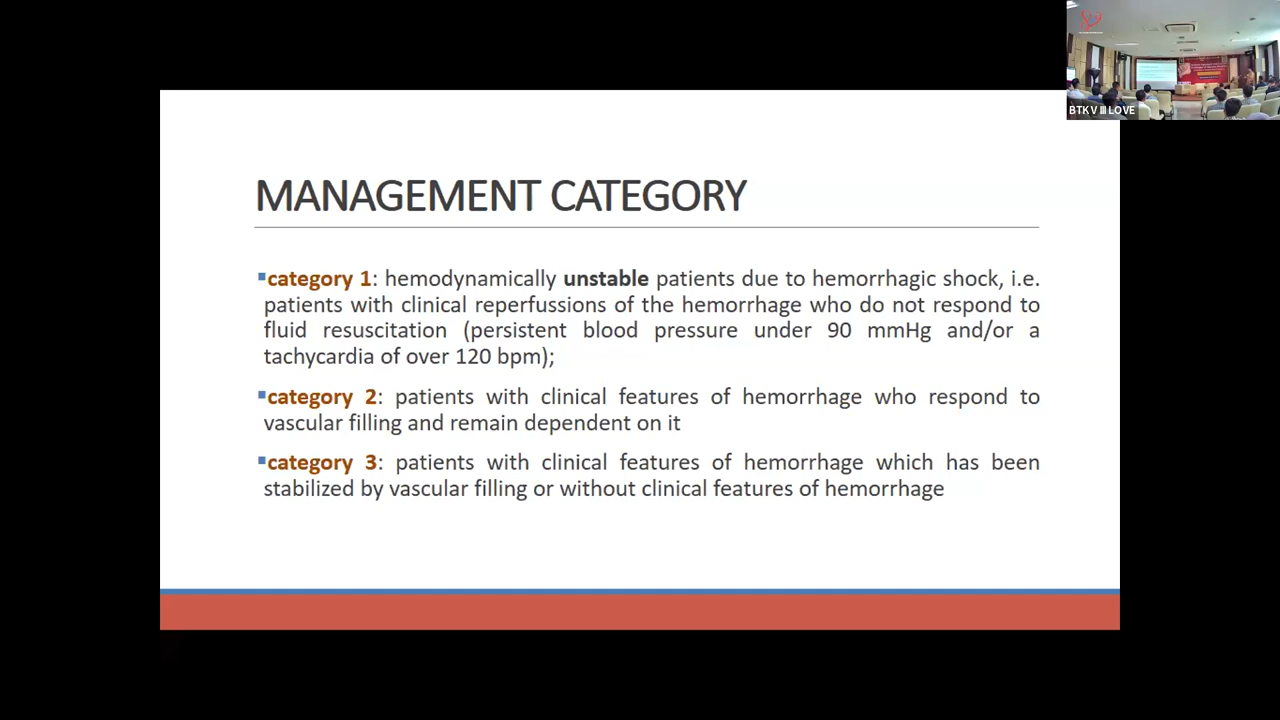 MANAGEMENT CATEGORY
▪category 1: hemodynamically unstable patients due to hemorrhagic shock, i.e.
patients with clinical reperfussions of the hemorrhage who do not respond to
fluid resuscitation (persistent blood pressure under 90 mmHg and/or a
tachycardia of over 120 bpm);
▪category 2: patients with clinical features of hemorrhage who respond to
vascular filling and remain dependent on it
▪category 3: patients with clinical features of hemorrhage which has been
stabilized by vascular filling or without clinical features of hemorrhage
BTKV III LOVE